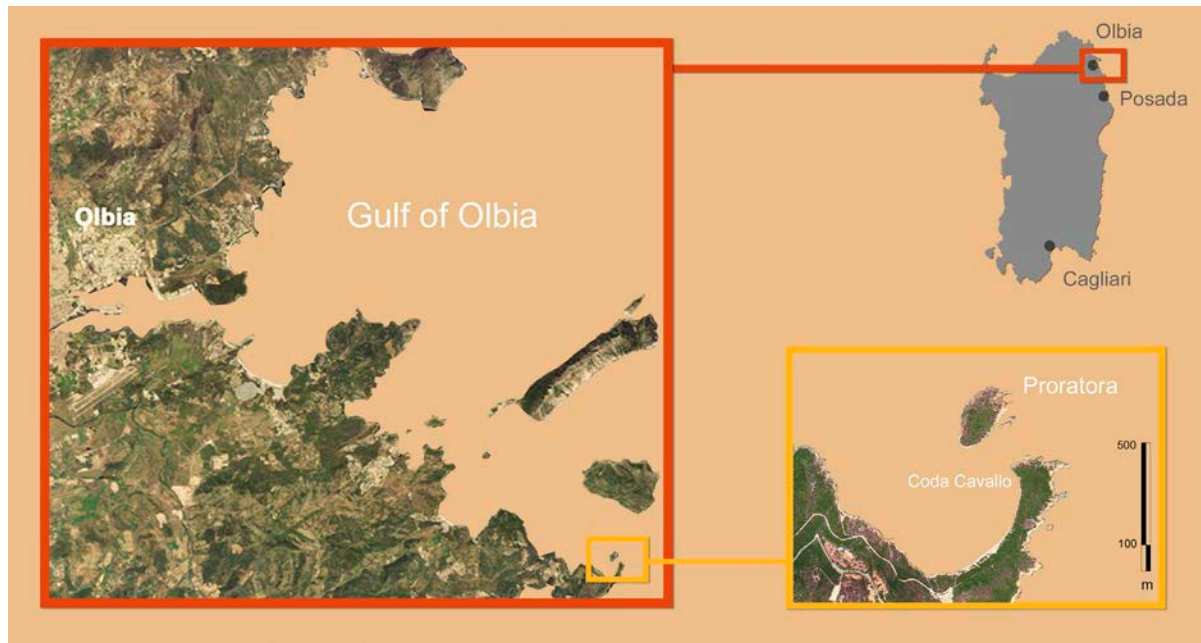 Olbia
Posada
Cagliari
Olbia
Gulf of Olbia
Proratora
Coda Cavallo
500
100
m